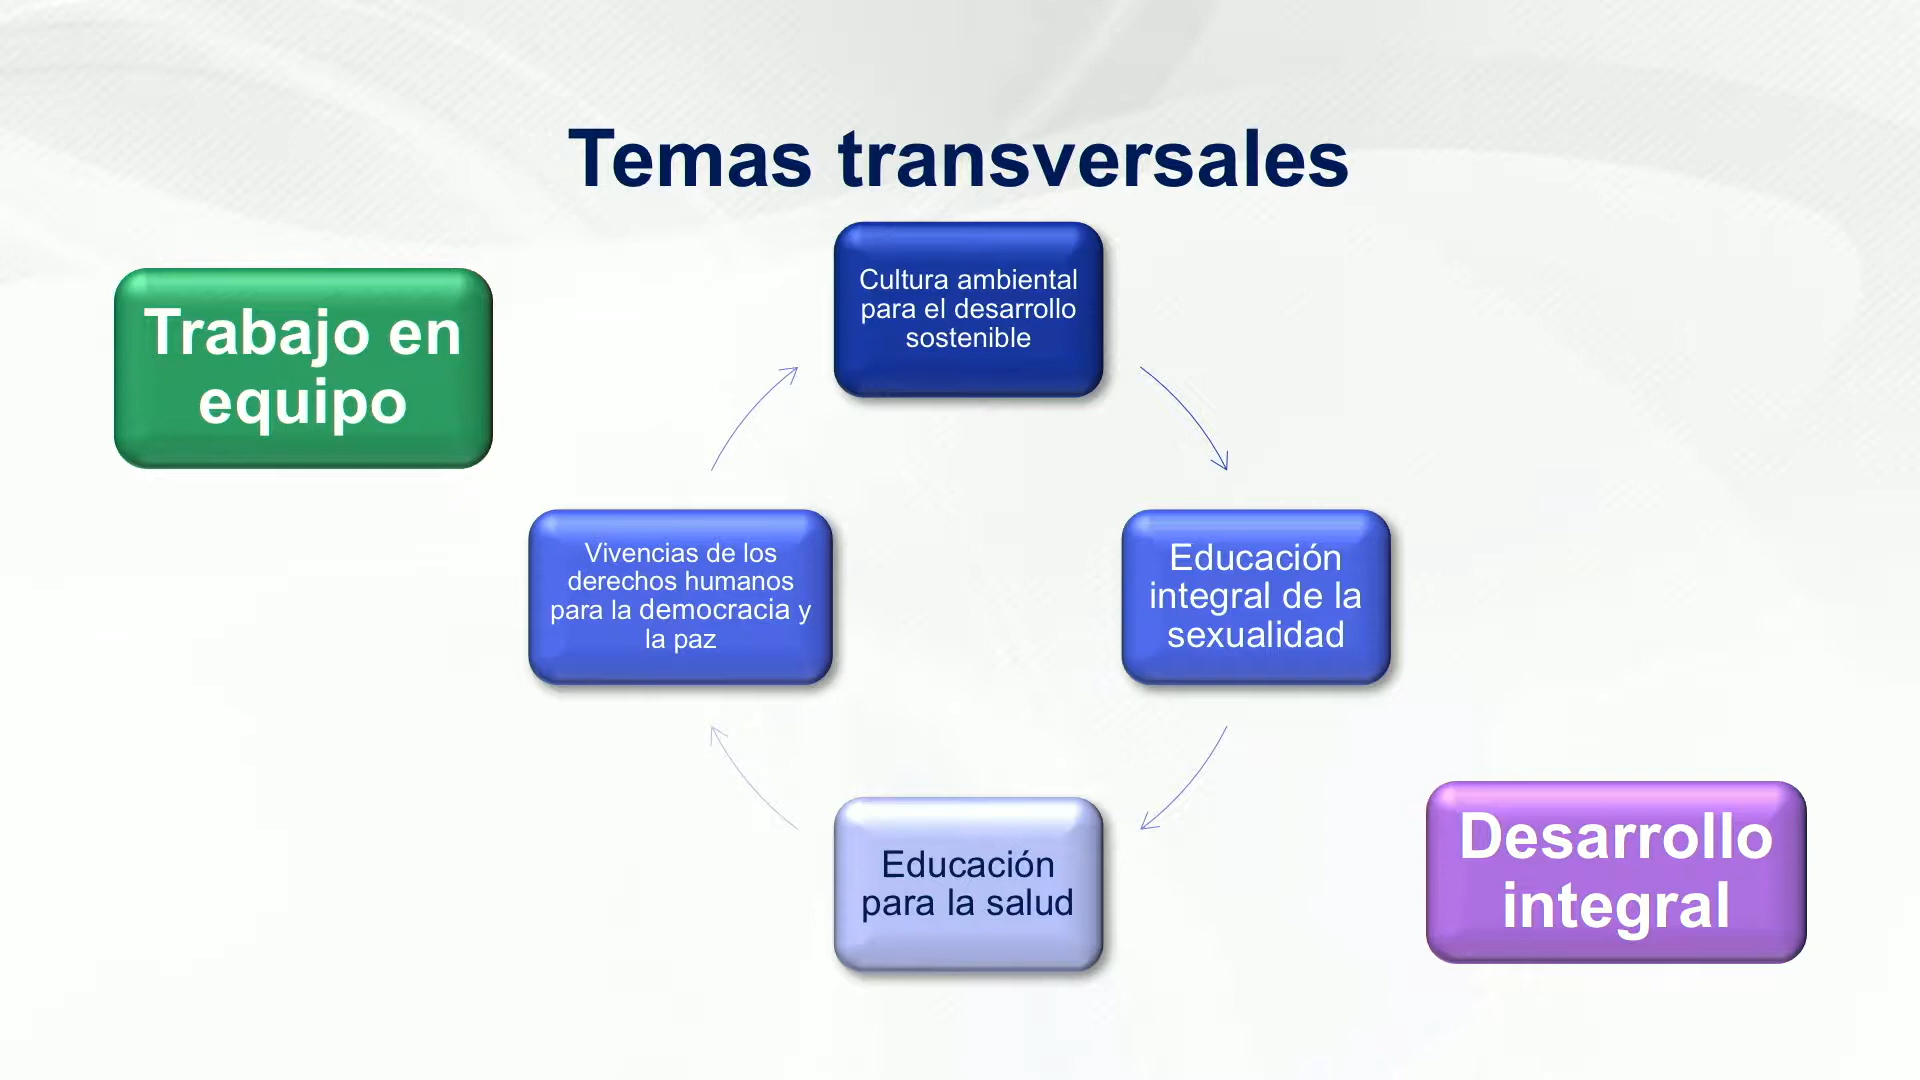 Temas transversales
Trabajo en
equipo
Cultura ambiental
para el desarrollo
sostenible
Vivencias de los
derechos humanos
para la democracia y
la paz
Educación
integral de la
sexualidad
Educación
para la salud
Desarrollo
integral